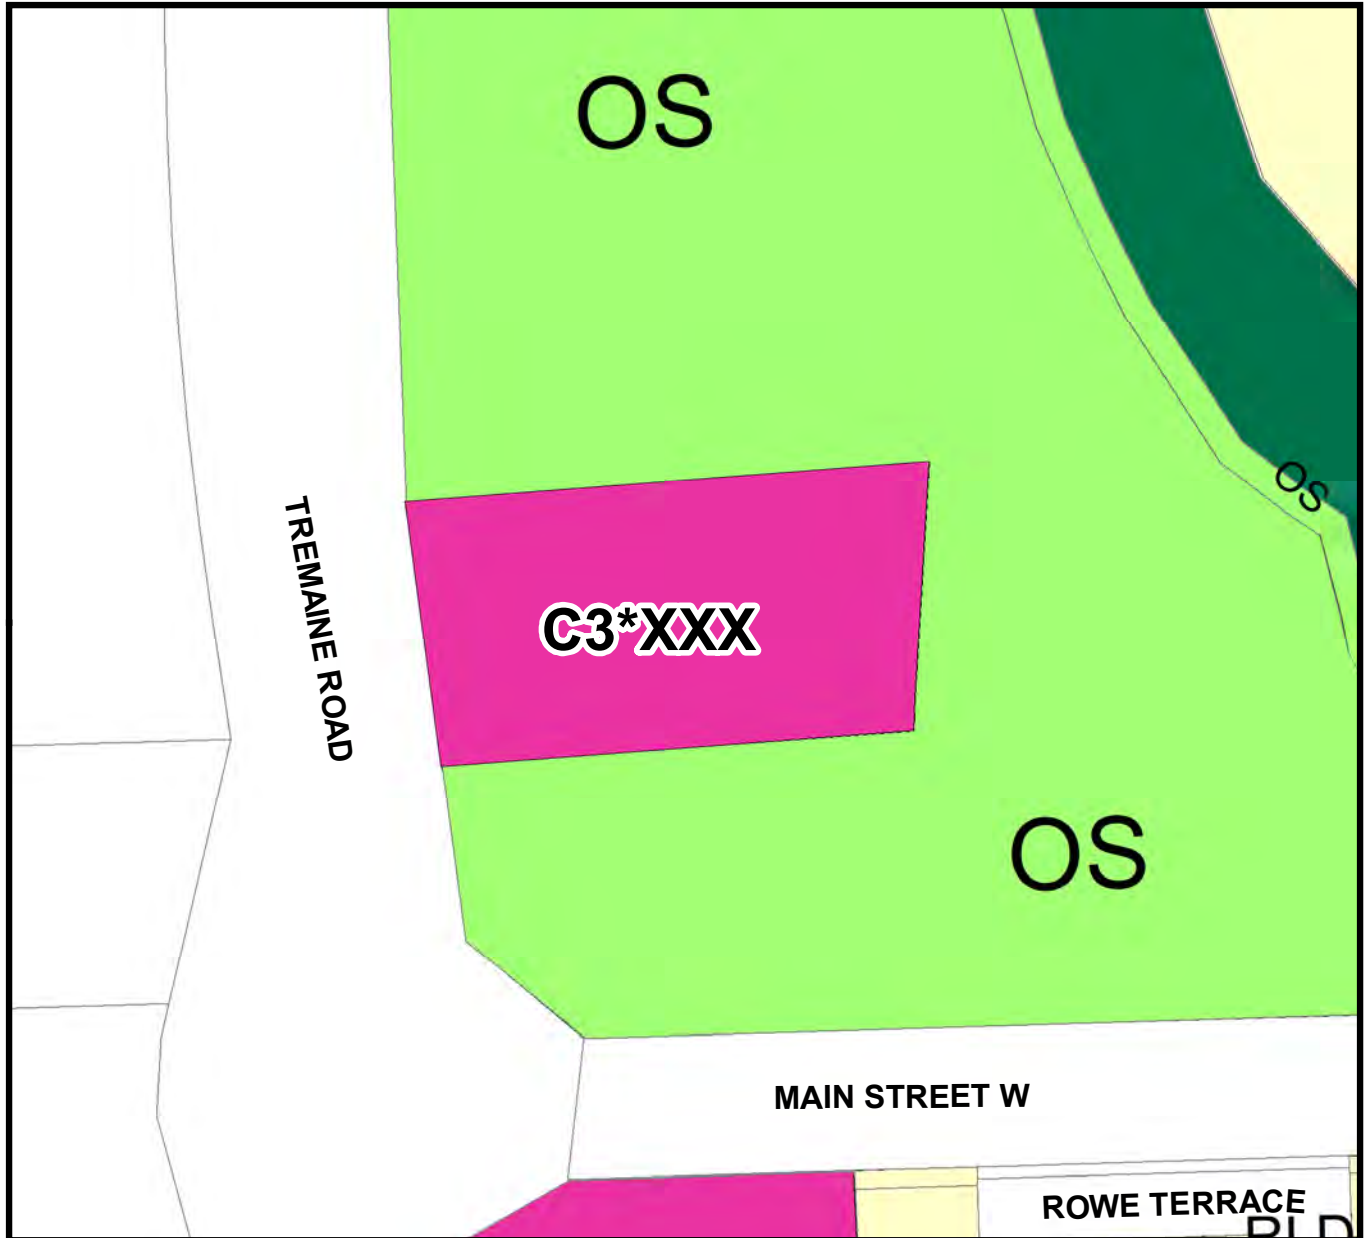 OS
OS
TREMAINE ROAD
C3*XXX
OS
MAIN STREET W
ROWE TERRACE